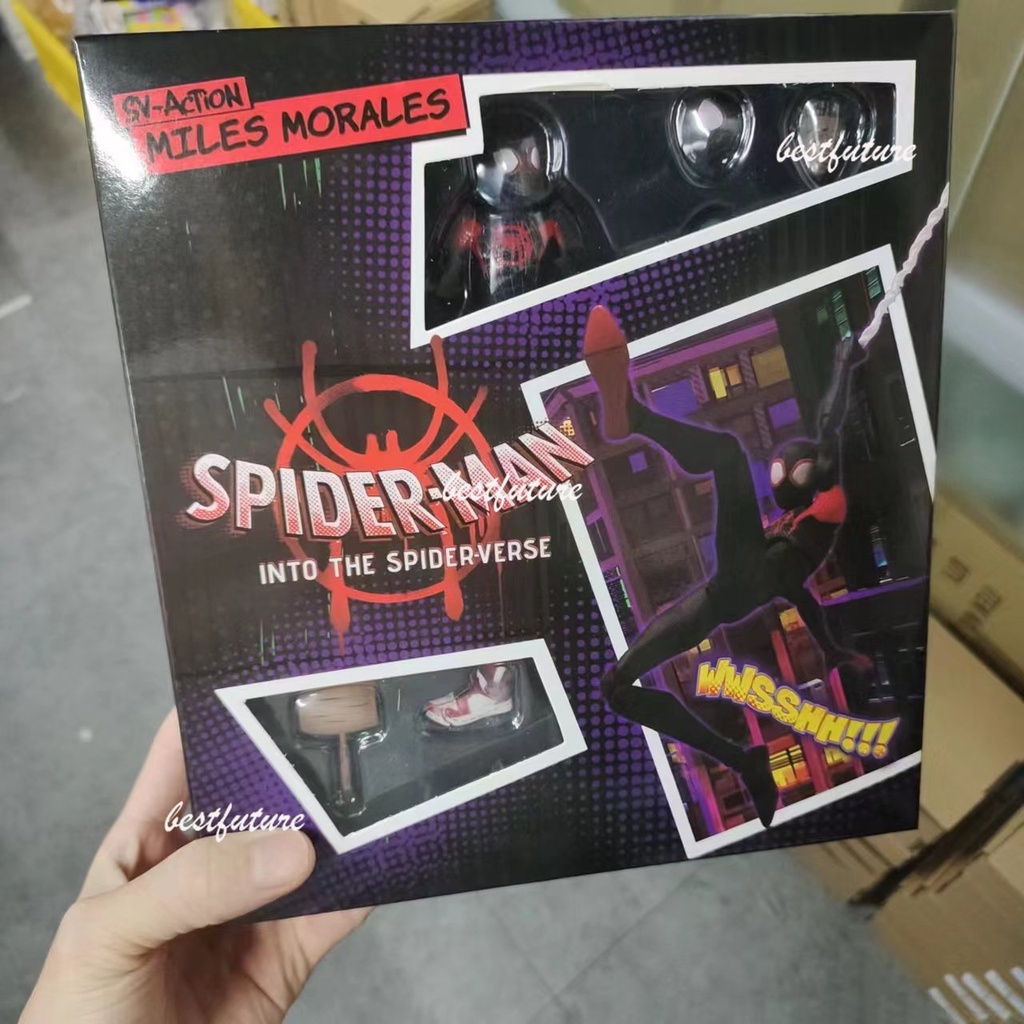 SV-ACTION
MILES MORALES
bestfuture
SPIDER-MAN
bestfuture
INTO THE SPIDER-VERSE
WWSSHH!!!
bestfuture